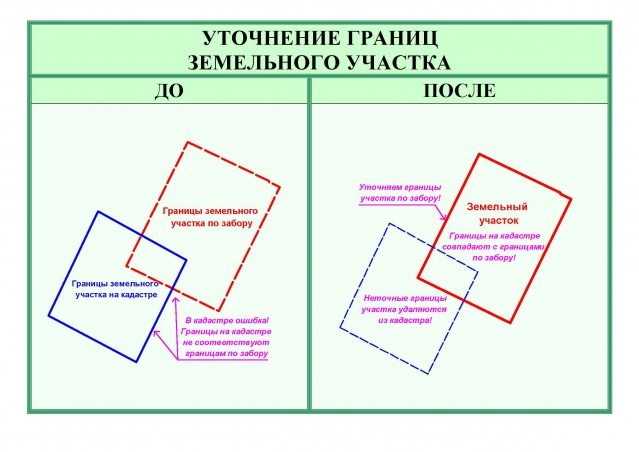 УТОЧНЕНИЕ ГРАНИЦ
ЗЕМЕЛЬНОГО УЧАСТКА
ДО
ПОСЛЕ
Границы земельного
участка по забору
Границы земельного
участка на кадастре
В кадастре ошибка!
Границы на кадастре
не соответствуют
границам по забору
Уточняем границы
участка по забору!
Земельный
участок
Границы на кадастре
совпадают с границами
по забору!
Неточные границы
участка удаляются
из кадастра!